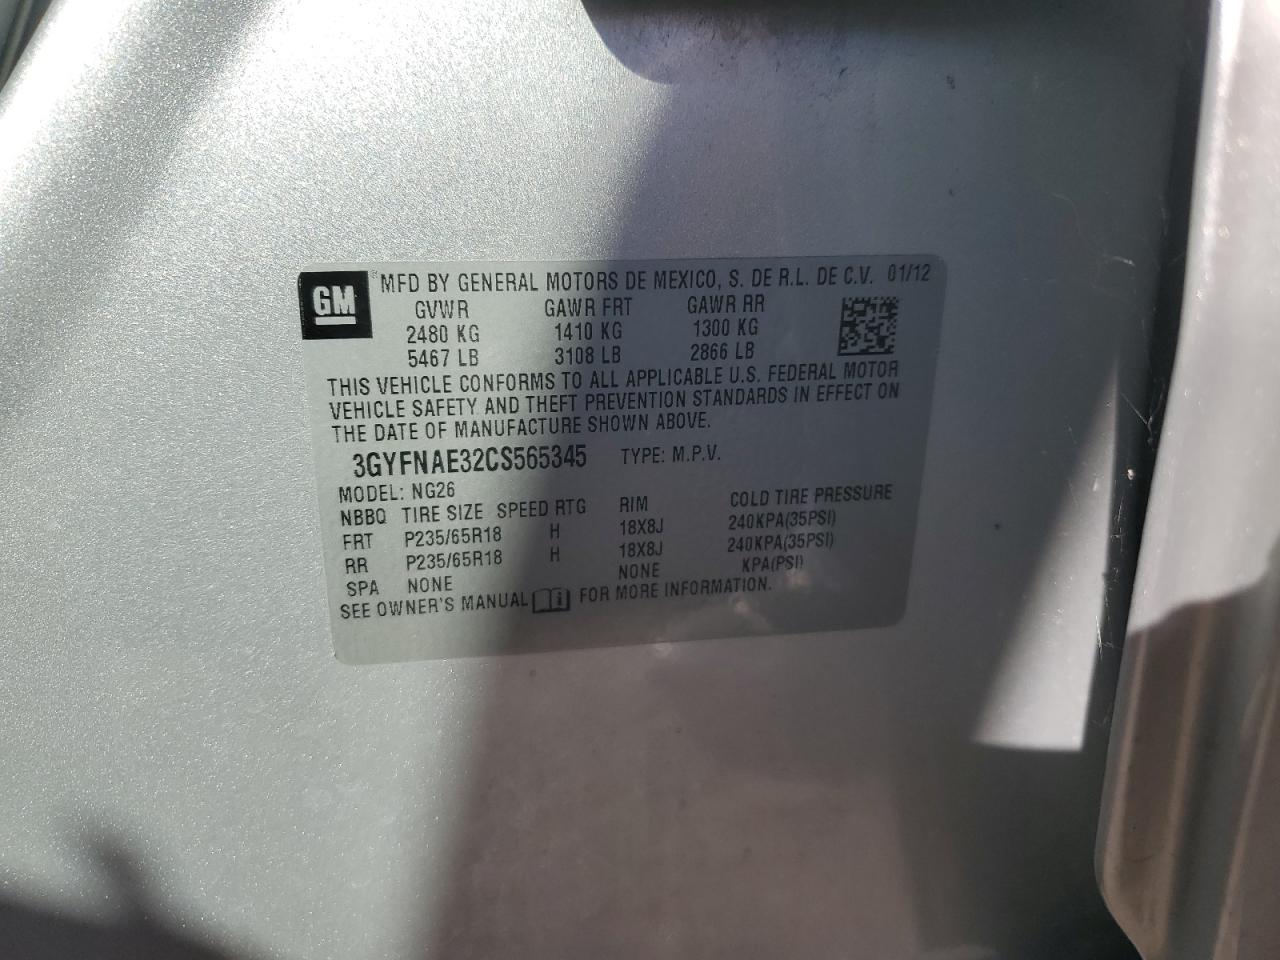 GM
MFD BY GENERAL MOTORS DE MEXICO, S. DE R.L. DE C.V. 01/12
GVWR GAWR FRT GAWR RR
2480 KG 1410 KG 1300 KG
5467 LB 3108 LB 2866 LB
THIS VEHICLE CONFORMS TO ALL APPLICABLE U.S. FEDERAL MOTOR
VEHICLE SAFETY AND THEFT PREVENTION STANDARDS IN EFFECT ON
THE DATE OF MANUFACTURE SHOWN ABOVE.
3GYFNAE32CS565345 TYPE: M.P.V.
MODEL: NG26
NBBQ TIRE SIZE SPEED RTG RIM COLD TIRE PRESSURE
FRT P235/65R18 H 18X8J 240KPA(35PSI)
RR P235/65R18 H 18X8J 240KPA(35PSI)
SPA NONE NONE KPA(PSI)
SEE OWNER'S MANUAL FOR MORE INFORMATION.